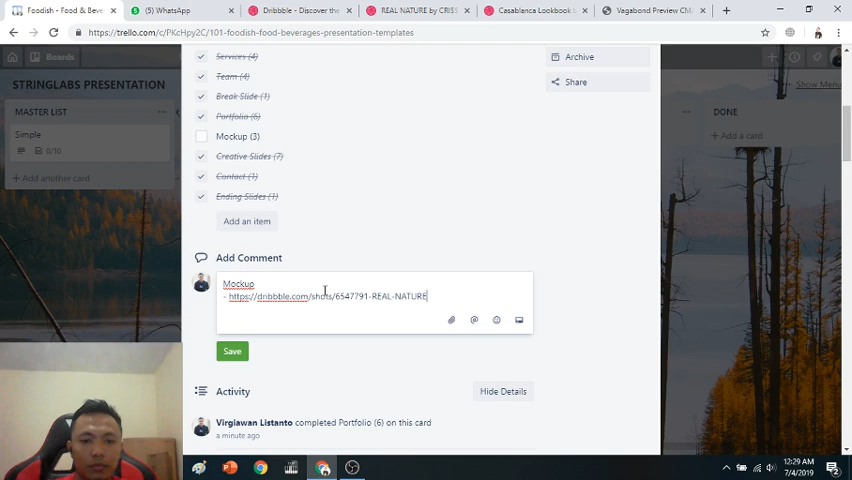 Foodish - Food & Beve
(5) WhatsApp
Dribbble - Discover the
REAL NATURE by CRISS
Casablanca Lookbook b
Vagabond Preview CM/
https://trello.com/c/PKcHpy2C/101-foodish-food-beverages-presentation-templates
Boards
STRINGLABS PRESENTATION
Show Menu
MASTER LIST
Simple
0/10
+ Add another card
DONE
+ Add a card
Services (4)
Team (4)
Break Slide (1)
Portfolio (6)
Mockup (3)
Creative Slides (7)
Contact (1)
Ending Slides (1)
Add an item
Archive
Share
Add Comment
Mockup
- https://dribbble.com/shots/6547791-REAL-NATURE
Save
Activity
Hide Details
Virgiawan Listanto completed Portfolio (6) on this card
a minute ago
12:29 AM
7/4/2019